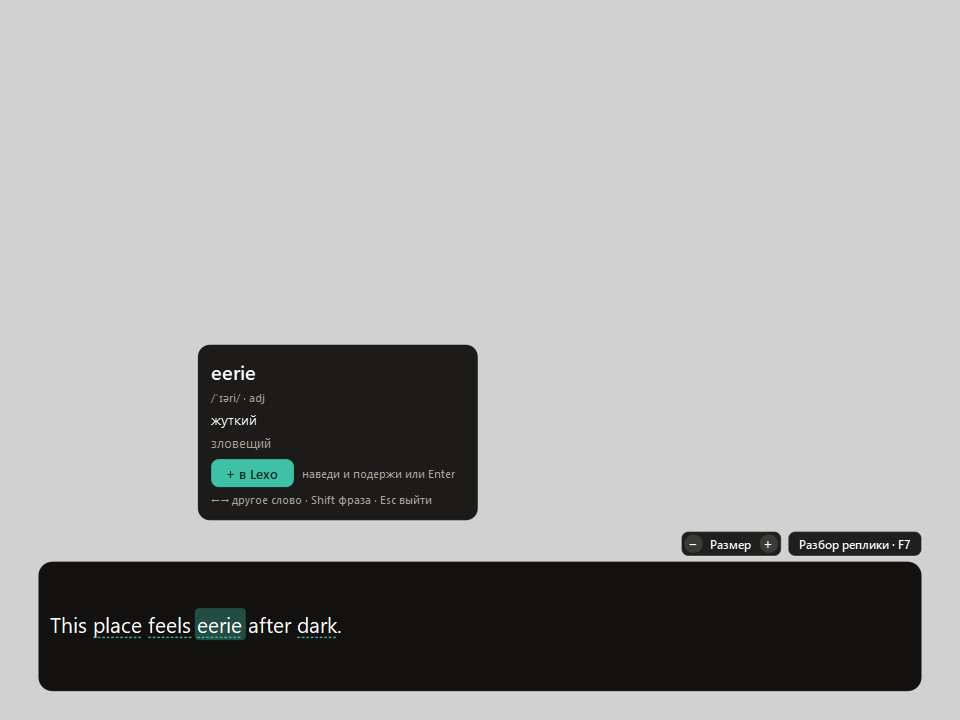 eerie
/ˈɪəri/ · adj
жуткий
зловещий
+ в Lexo наведи и подержи или Enter
←→ другое слово · Shift фраза · Esc выйти
− Размер + Разбор реплики · F7
This place feels eerie after dark.